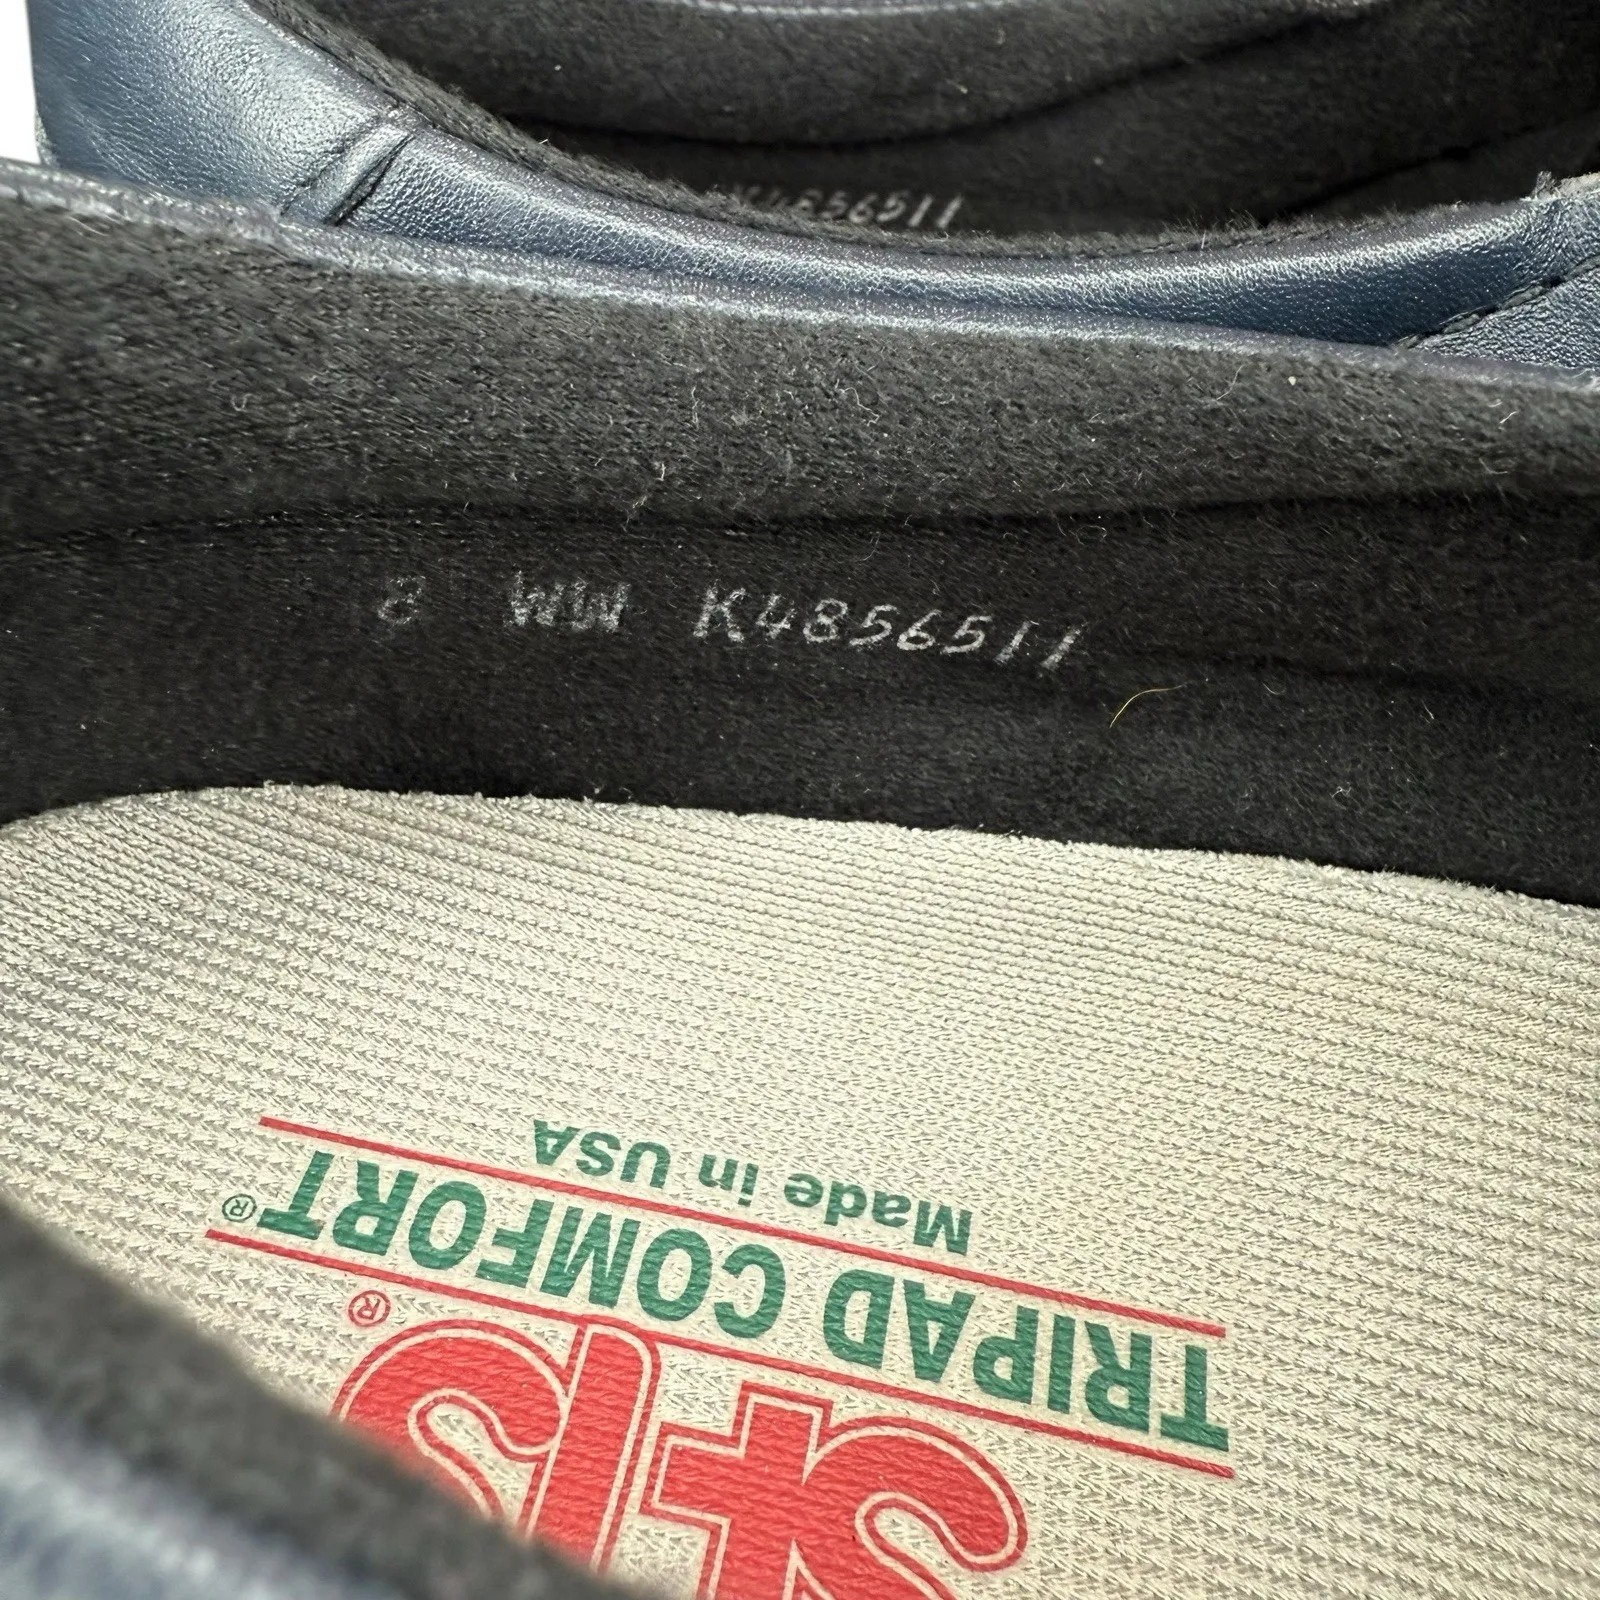 K4856511
8 WW K4856511
SAS®
TRIPAD COMFORT®
Made in USA